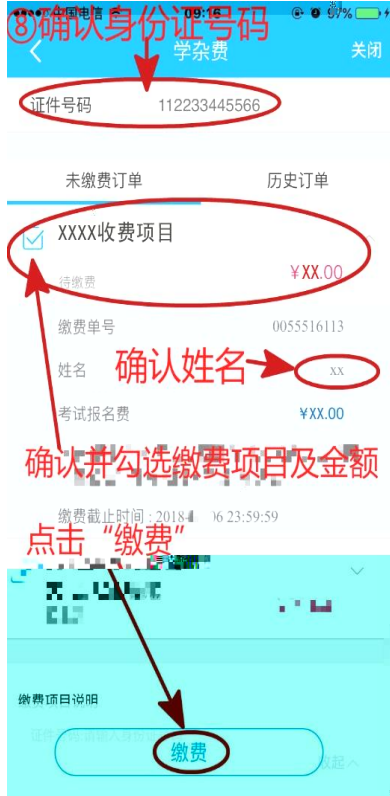 中国电信 09:16 97%
⑧确认身份证号码
学杂费 关闭
证件号码 112233445566
未缴费订单 历史订单
XXXX收费项目
待缴费 ¥XX.00
缴费单号 0055516113
姓名 确认姓名 xx
考试报名费 ¥XX.00
确认并勾选缴费项目及金额
缴费截止时间 : 2018- 06 23:59:59
点击“缴费”
缴费项目说明
缴费
收起